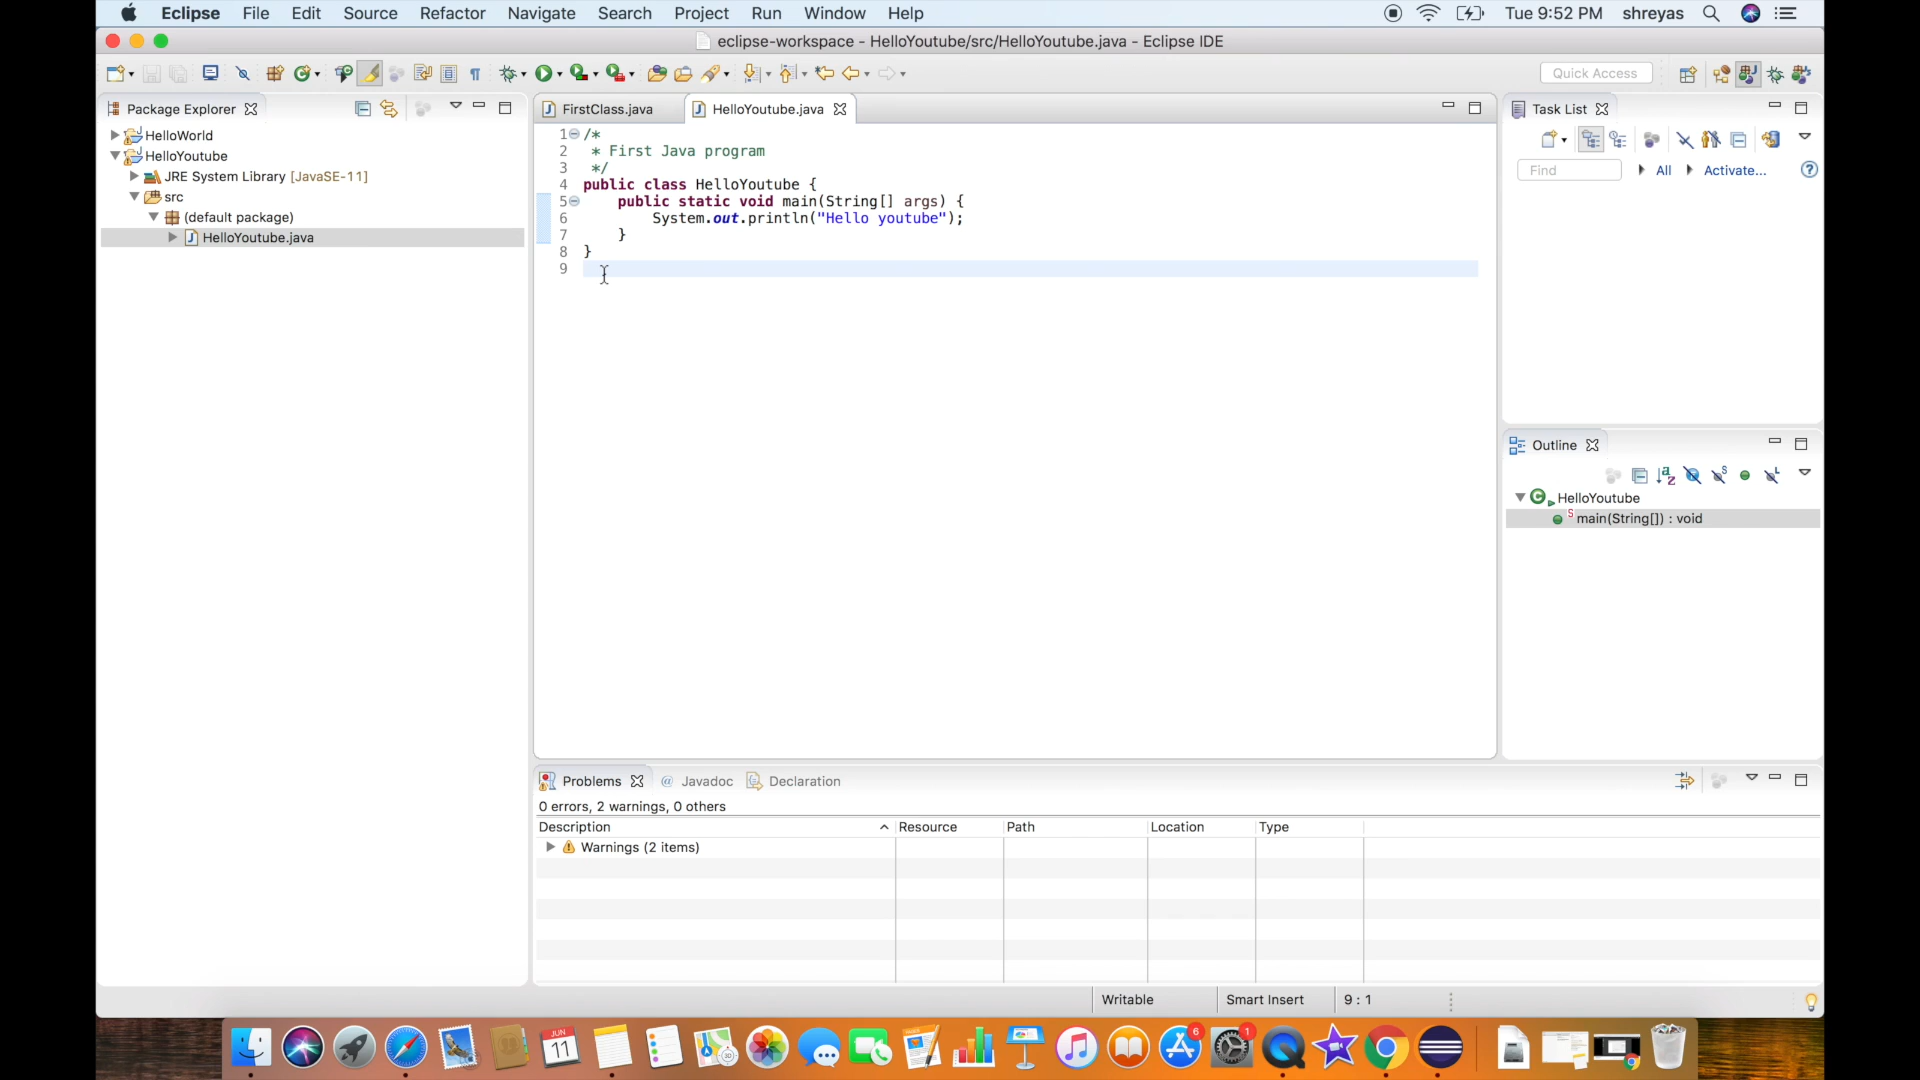 Eclipse File Edit Source Refactor Navigate Search Project Run Window Help Tue 9:52 PM shreyas
eclipse-workspace - HelloYoutube/src/HelloYoutube.java - Eclipse IDE
Quick Access
Package Explorer
HelloWorld
HelloYoutube
JRE System Library [JavaSE-11]
src
(default package)
HelloYoutube.java
FirstClass.java HelloYoutube.java
1 /*
2 * First Java program
3 */
4 public class HelloYoutube {
5 public static void main(String[] args) {
6 System.out.println("Hello youtube");
7 }
8 }
9
Task List
Find All Activate...
Outline
HelloYoutube
main(String[]) : void
Problems @ Javadoc Declaration
0 errors, 2 warnings, 0 others
Description Resource Path Location Type
Warnings (2 items)
Writable Smart Insert 9 : 1
JUN
11
6
1